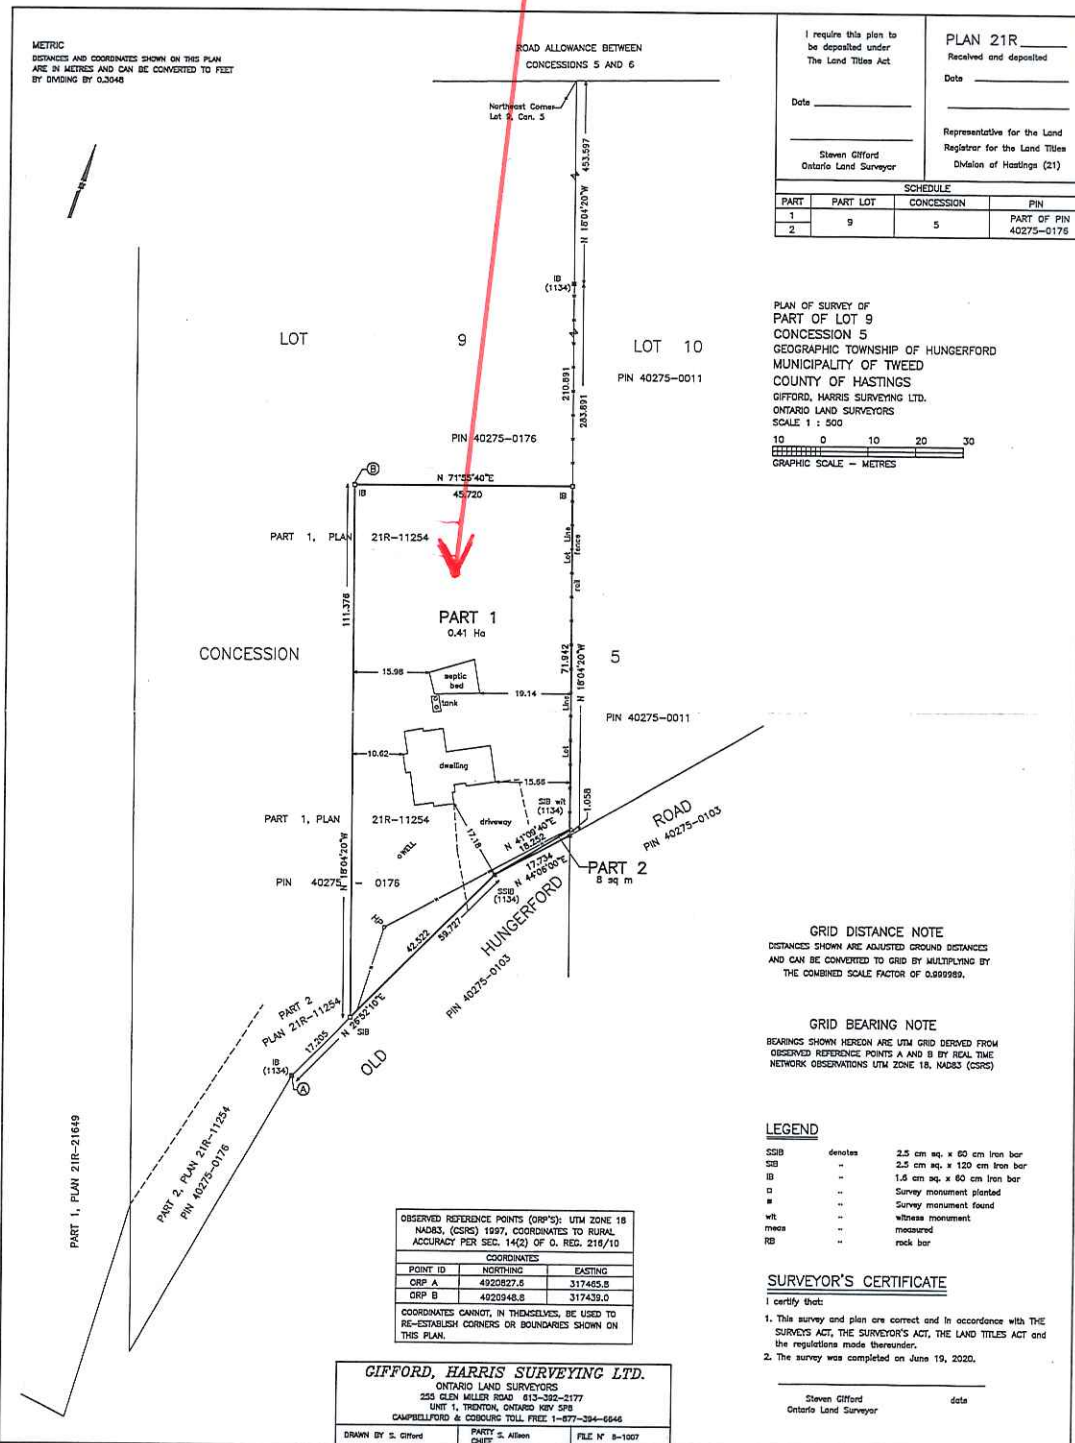 METRIC
DISTANCES AND COORDINATES SHOWN ON THIS PLAN
ARE IN METRES AND CAN BE CONVERTED TO FEET
BY DIVIDING BY 0.3048
ROAD ALLOWANCE BETWEEN
CONCESSIONS 5 AND 6
Northeast Corner
Lot 9, Con. 5
I require this plan to
be deposited under
The Land Titles Act
Date
Steven Gifford
Ontario Land Surveyor
PLAN 21R
Received and deposited
Date
Representative for the Land
Registrar for the Land Titles
Division of Hastings (21)
SCHEDULE
PART PART LOT CONCESSION PIN
1
2
9
5
PART OF PIN
40275-0176
453.597
N 18°04'20"W
IB
(1134)
LOT 9
LOT 10
PIN 40275-0011
210.891
283.891
PIN 40275-0176
PLAN OF SURVEY OF
PART OF LOT 9
CONCESSION 5
GEOGRAPHIC TOWNSHIP OF HUNGERFORD
MUNICIPALITY OF TWEED
COUNTY OF HASTINGS
GIFFORD, HARRIS SURVEYING LTD.
ONTARIO LAND SURVEYORS
SCALE 1 : 500
10 0 10 20 30
GRAPHIC SCALE - METRES
B
N 71°55'40"E
45.720
IB
IB
PART 1, PLAN 21R-11254
Lot Line
rail fence
111.376
PART 1
0.41 Ha
CONCESSION 5
71.942
N 18°04'20"W
15.98
septic
bed
19.14
tank
Lot Line
PIN 40275-0011
10.62
dwelling
15.66
SIB wit
(1134)
1.058
PART 1, PLAN 21R-11254
driveway
17.18
N 41°09'40"E
18.252
17.734
N 44°06'00"E
ROAD
PIN 40275-0103
WELL
N 18°04'20"W
PIN 40275 - 0176
PART 2
8 sq m
SSIB
(1134)
HP
42.522
59.727
HUNGERFORD
PIN 40275-0103
PART 2
PLAN 21R-11254
N 26°52'10"E
SIB
17.205
IB
(1134)
A
OLD
PART 1, PLAN 21R-21649
PART 2, PLAN 21R-11254
PIN 40275-0176
GRID DISTANCE NOTE
DISTANCES SHOWN ARE ADJUSTED GROUND DISTANCES
AND CAN BE CONVERTED TO GRID BY MULTIPLYING BY
THE COMBINED SCALE FACTOR OF 0.999989.
GRID BEARING NOTE
BEARINGS SHOWN HEREON ARE UTM GRID DERIVED FROM
OBSERVED REFERENCE POINTS A AND B BY REAL TIME
NETWORK OBSERVATIONS UTM ZONE 18, NAD83 (CSRS)
LEGEND
SSIB denotes 2.5 cm sq. x 60 cm iron bar
SIB " 2.5 cm sq. x 120 cm iron bar
IB " 1.6 cm sq. x 60 cm iron bar
" Survey monument planted
" Survey monument found
wit " witness monument
meas " measured
RB " rock bar
OBSERVED REFERENCE POINTS (ORP'S): UTM ZONE 18
NAD83, (CSRS) 1997, COORDINATES TO RURAL
ACCURACY PER SEC. 14(2) OF O. REG. 216/10
COORDINATES
POINT ID NORTHING EASTING
ORP A 4920827.6 317465.8
ORP B 4920948.8 317439.0
COORDINATES CANNOT, IN THEMSELVES, BE USED TO
RE-ESTABLISH CORNERS OR BOUNDARIES SHOWN ON
THIS PLAN.
SURVEYOR'S CERTIFICATE
I certify that:
1. This survey and plan are correct and in accordance with THE
SURVEYS ACT, THE SURVEYOR'S ACT, THE LAND TITLES ACT and
the regulations made thereunder.
2. The survey was completed on June 19, 2020.
Steven Gifford date
Ontario Land Surveyor
GIFFORD, HARRIS SURVEYING LTD.
ONTARIO LAND SURVEYORS
255 GLEN MILLER ROAD 613-392-2177
UNIT 1, TRENTON, ONTARIO K8V 5P8
CAMPBELLFORD & COBOURG TOLL FREE 1-877-394-6646
DRAWN BY S. Gifford
PARTY S. Allison
CHIEF
FILE Nº B-1007